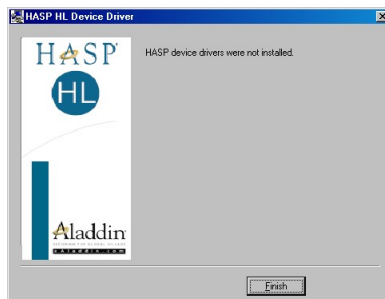 HASP HL Device Driver
HASP
HL
HASP device drivers were not installed.
Aladdin
Finish